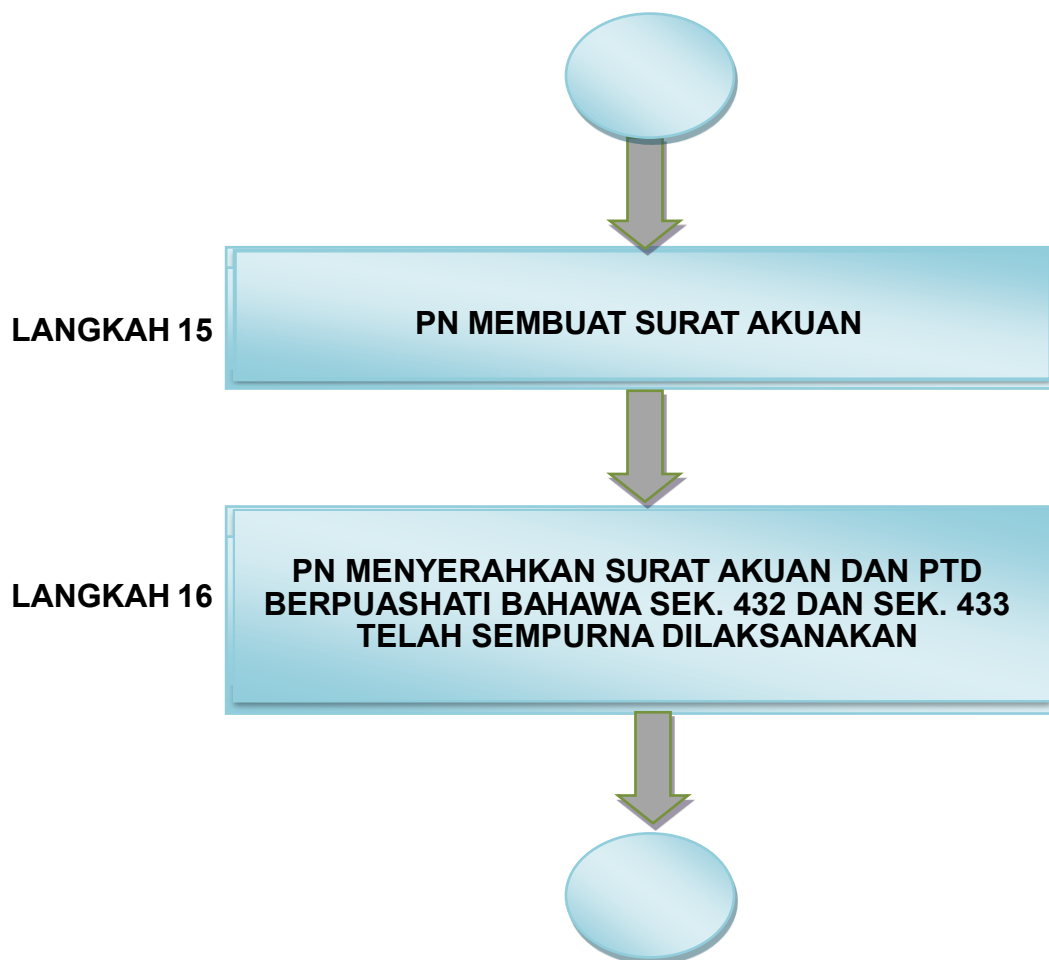 LANGKAH 15
PN MEMBUAT SURAT AKUAN
LANGKAH 16
PN MENYERAHKAN SURAT AKUAN DAN PTD
BERPUASHATI BAHAWA SEK. 432 DAN SEK. 433
TELAH SEMPURNA DILAKSANAKAN